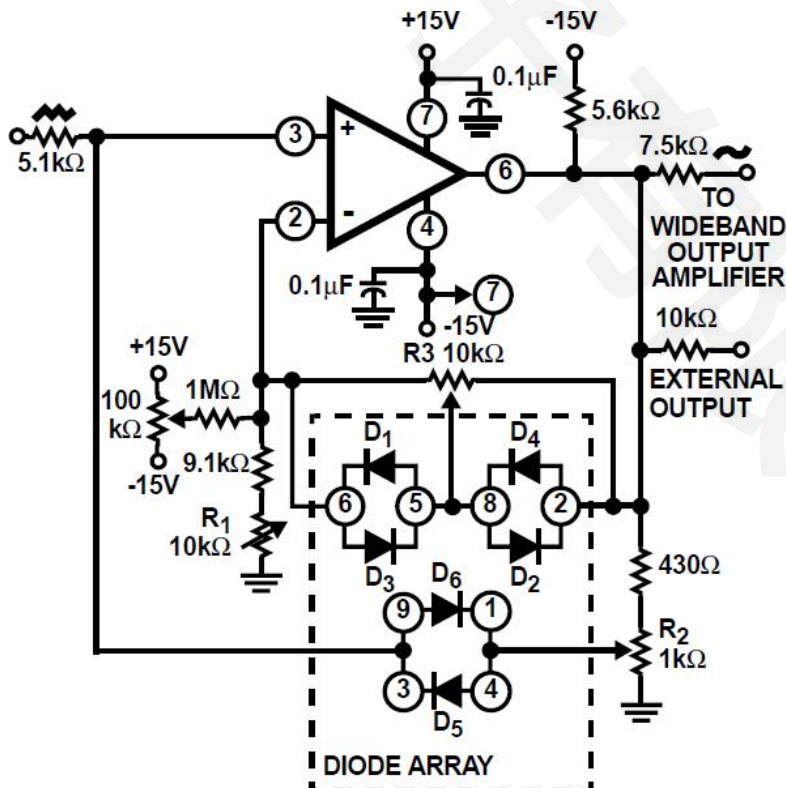 +15V
-15V
0.1μF
7
5.6kΩ
5.1kΩ
3
+
6
7.5kΩ
2
-
4
TO
WIDEBAND
OUTPUT
AMPLIFIER
0.1μF
7
-15V
10kΩ
EXTERNAL
OUTPUT
R3 10kΩ
+15V
1MΩ
100
kΩ
-15V
9.1kΩ
R1
10kΩ
D1
D4
6
5
8
2
D3
D2
D6
9
1
3
4
D5
430Ω
R2
1kΩ
DIODE ARRAY